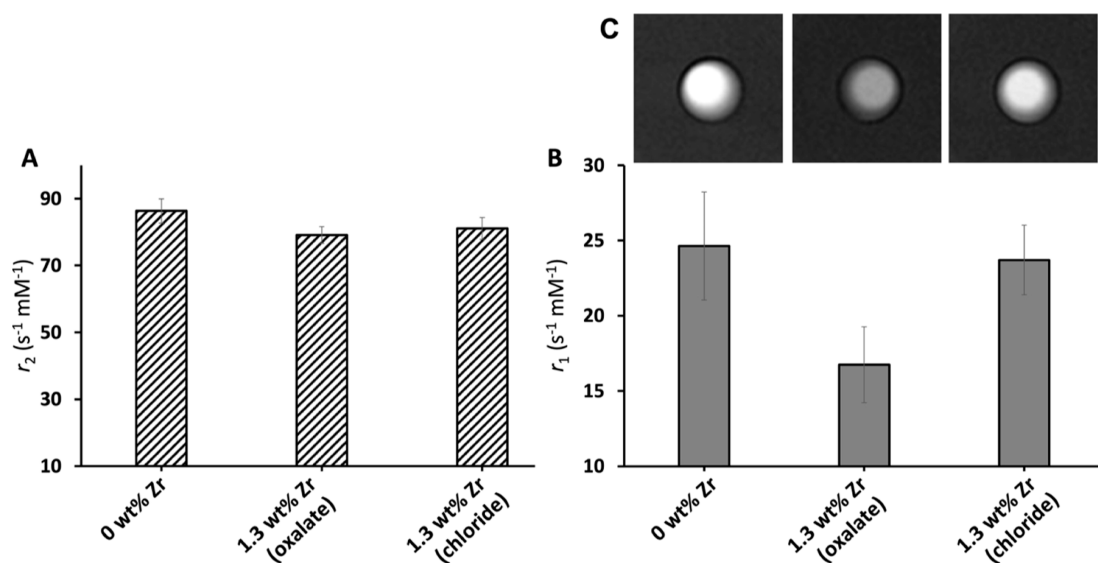 C
A
90
70
50
30
10
r₂ (s⁻¹ mM⁻¹)
0 wt% Zr
1.3 wt% Zr
(oxalate)
1.3 wt% Zr
(chloride)
B
30
25
20
15
10
r₁ (s⁻¹ mM⁻¹)
0 wt% Zr
1.3 wt% Zr
(oxalate)
1.3 wt% Zr
(chloride)